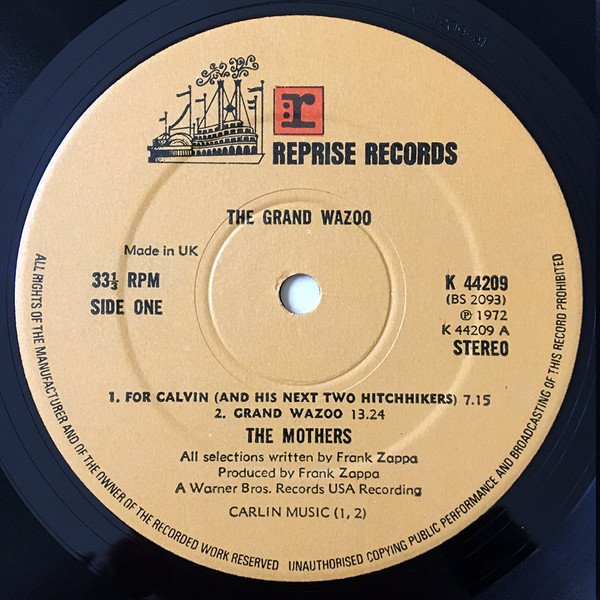 r
REPRISE RECORDS
THE GRAND WAZOO
Made in UK
33⅓ RPM
SIDE ONE
K 44209
(BS 2093)
℗ 1972
K 44209 A
STEREO
1. FOR CALVIN (AND HIS NEXT TWO HITCHHIKERS) 7.15
2. GRAND WAZOO 13.24
THE MOTHERS
All selections written by Frank Zappa
Produced by Frank Zappa
A Warner Bros. Records USA Recording
CARLIN MUSIC (1, 2)
ALL RIGHTS OF THE MANUFACTURER AND OF THE OWNER OF THE RECORDED WORK RESERVED UNAUTHORISED COPYING PUBLIC PERFORMANCE AND BROADCASTING OF THIS RECORD PROHIBITED